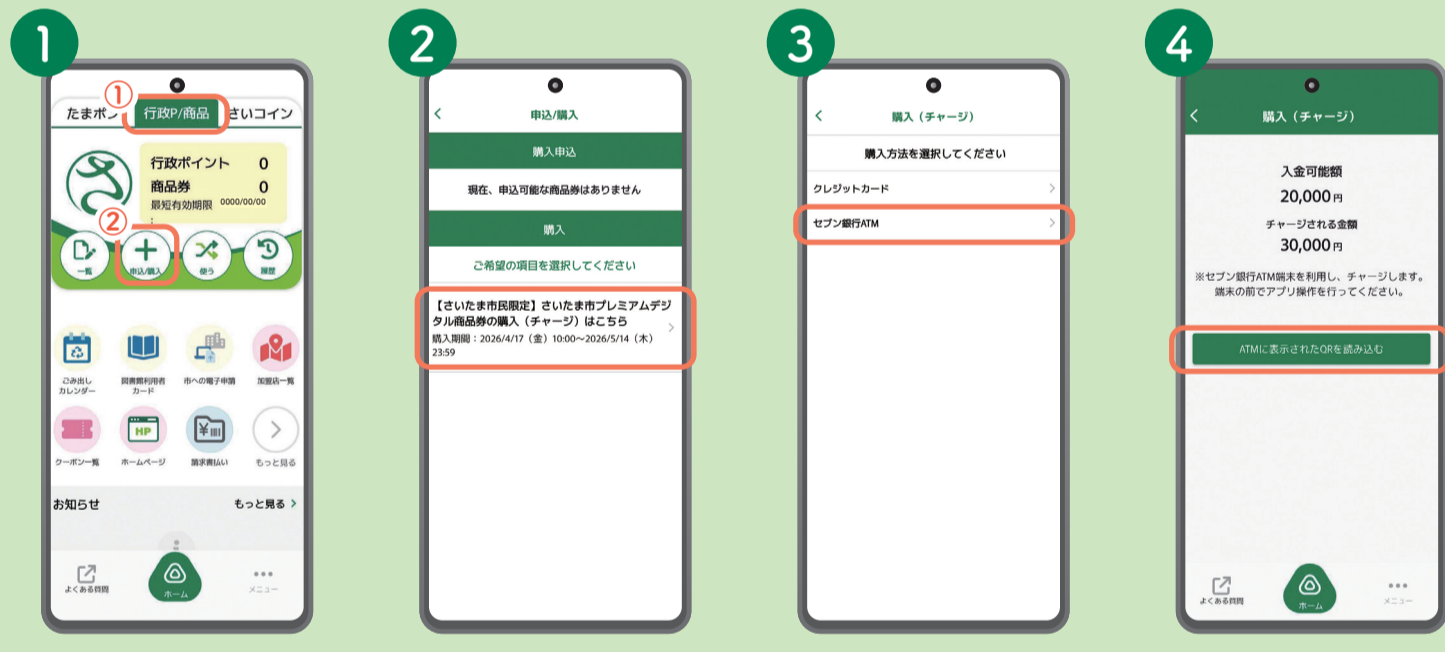 1
①
たまポン
行政P/商品
さいコイン
行政ポイント 0
商品券 0
最短有効期限 0000/00/00
:
②
一覧
申込/購入
使う
履歴
ごみ出し
カレンダー
図書館利用者
カード
市への電子申請
加盟店一覧
HP
クーポン一覧
ホームページ
請求書払い
もっと見る
お知らせ
もっと見る >
よくある質問
ホーム
メニュー
2
申込/購入
購入申込
現在、申込可能な商品券はありません
購入
ご希望の項目を選択してください
【さいたま市民限定】さいたま市プレミアムデジ
タル商品券の購入（チャージ）はこちら
購入期間：2026/4/17（金）10:00～2026/5/14（木）
23:59
3
購入（チャージ）
購入方法を選択してください
クレジットカード
セブン銀行ATM
4
購入（チャージ）
入金可能額
20,000 円
チャージされる金額
30,000 円
※セブン銀行ATM端末を利用し、チャージします。
端末の前でアプリ操作を行ってください。
ATMに表示されたQRを読み込む
よくある質問
ホーム
メニュー